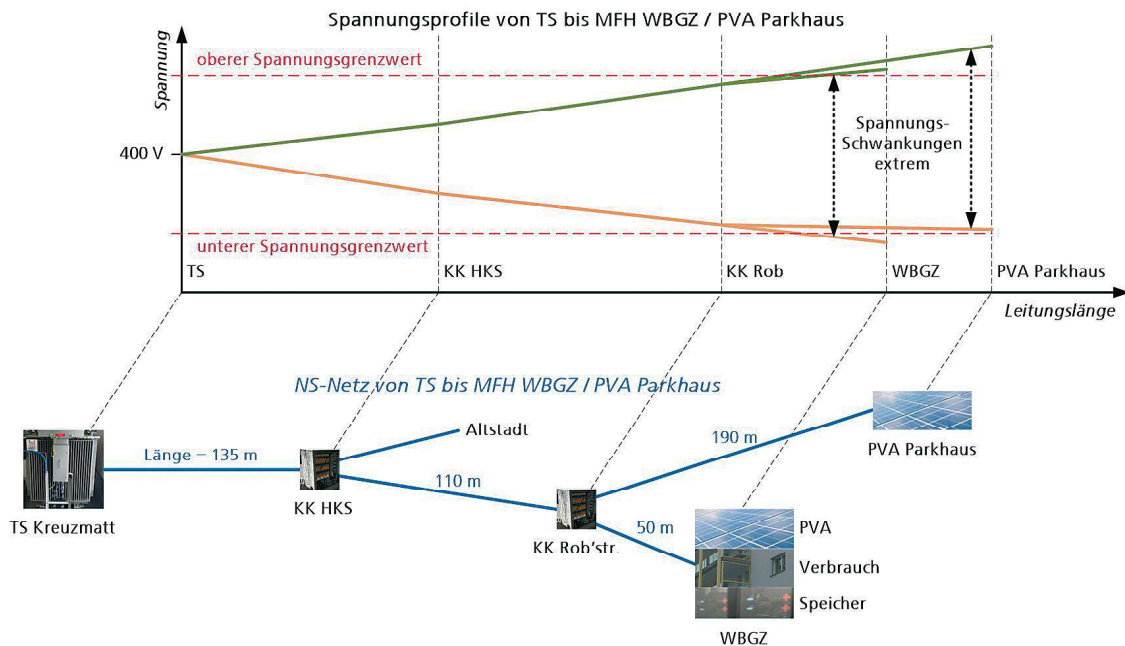 Spannungsprofile von TS bis MFH WBGZ / PVA Parkhaus
Spannung
oberer Spannungsgrenzwert
400 V
Spannungs-
Schwankungen
extrem
unterer Spannungsgrenzwert
TS
KK HKS
KK Rob
WBGZ
PVA Parkhaus
Leitungslänge
NS-Netz von TS bis MFH WBGZ / PVA Parkhaus
Altstadt
Länge – 135 m
190 m
PVA Parkhaus
110 m
KK HKS
TS Kreuzmatt
50 m
KK Rob'str.
PVA
Verbrauch
Speicher
WBGZ